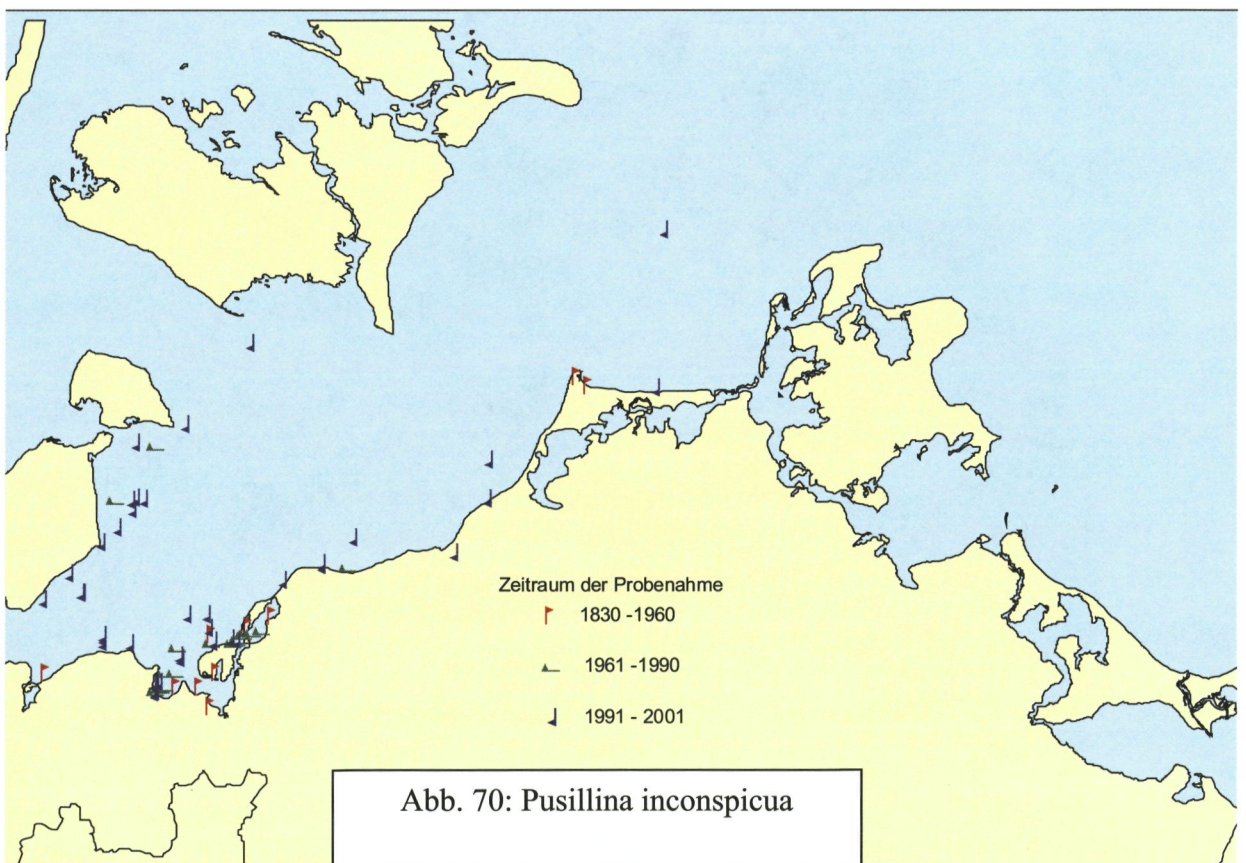 Zeitraum der Probenahme
1830 -1960
1961 -1990
1991 - 2001
Abb. 70: Pusillina inconspicua